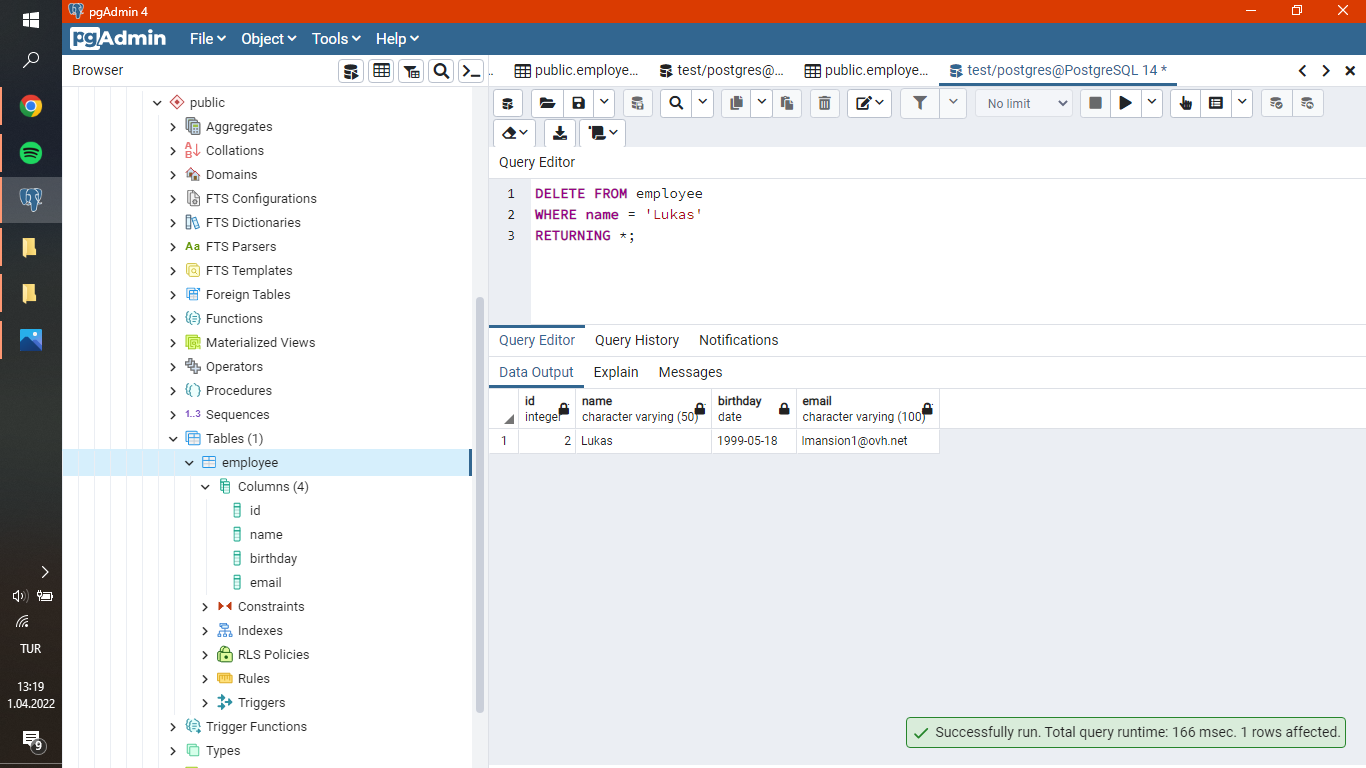 pgAdmin 4
pgAdmin File Object Tools Help
Browser
public.employe... test/postgres@... public.employe... test/postgres@PostgreSQL 14 *
No limit
Query Editor
1 DELETE FROM employee
2 WHERE name = 'Lukas'
3 RETURNING *;
Query Editor Query History Notifications
Data Output Explain Messages
id
integer
name
character varying (50)
birthday
date
email
character varying (100)
1 2 Lukas 1999-05-18 lmansion1@ovh.net
Successfully run. Total query runtime: 166 msec. 1 rows affected.
public
Aggregates
Collations
Domains
FTS Configurations
FTS Dictionaries
Aa FTS Parsers
FTS Templates
Foreign Tables
Functions
Materialized Views
Operators
Procedures
1..3 Sequences
Tables (1)
employee
Columns (4)
id
name
birthday
email
Constraints
Indexes
RLS Policies
Rules
Triggers
Trigger Functions
Types
TUR
13:19
1.04.2022
9